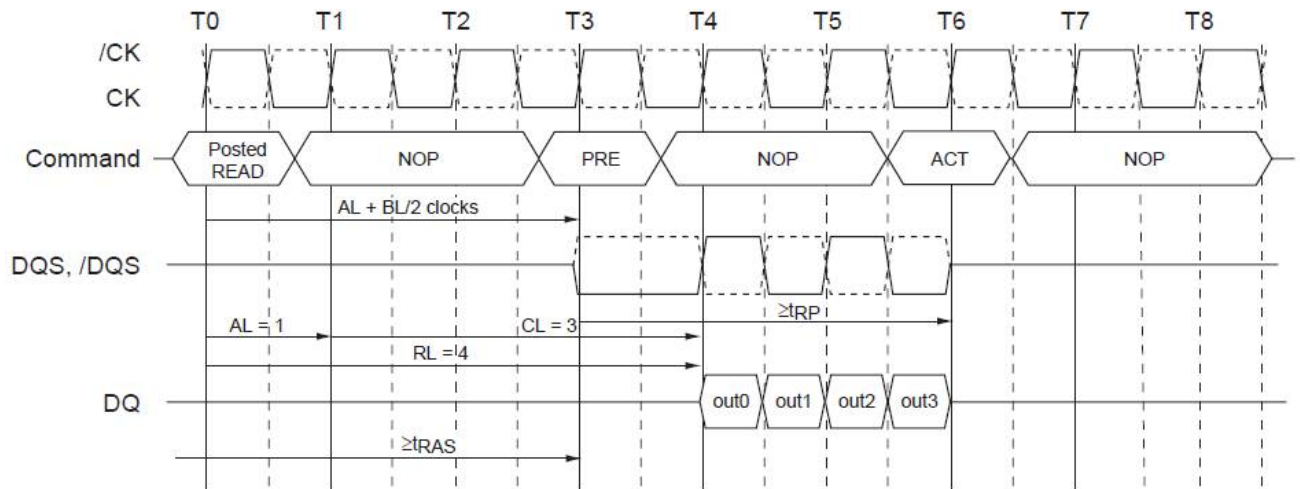 T0 T1 T2 T3 T4 T5 T6 T7 T8
/CK
CK
Command Posted READ NOP PRE NOP ACT NOP
AL + BL/2 clocks
DQS, /DQS
≥tRP
AL = 1 CL = 3
RL = 4
DQ out0 out1 out2 out3
≥tRAS